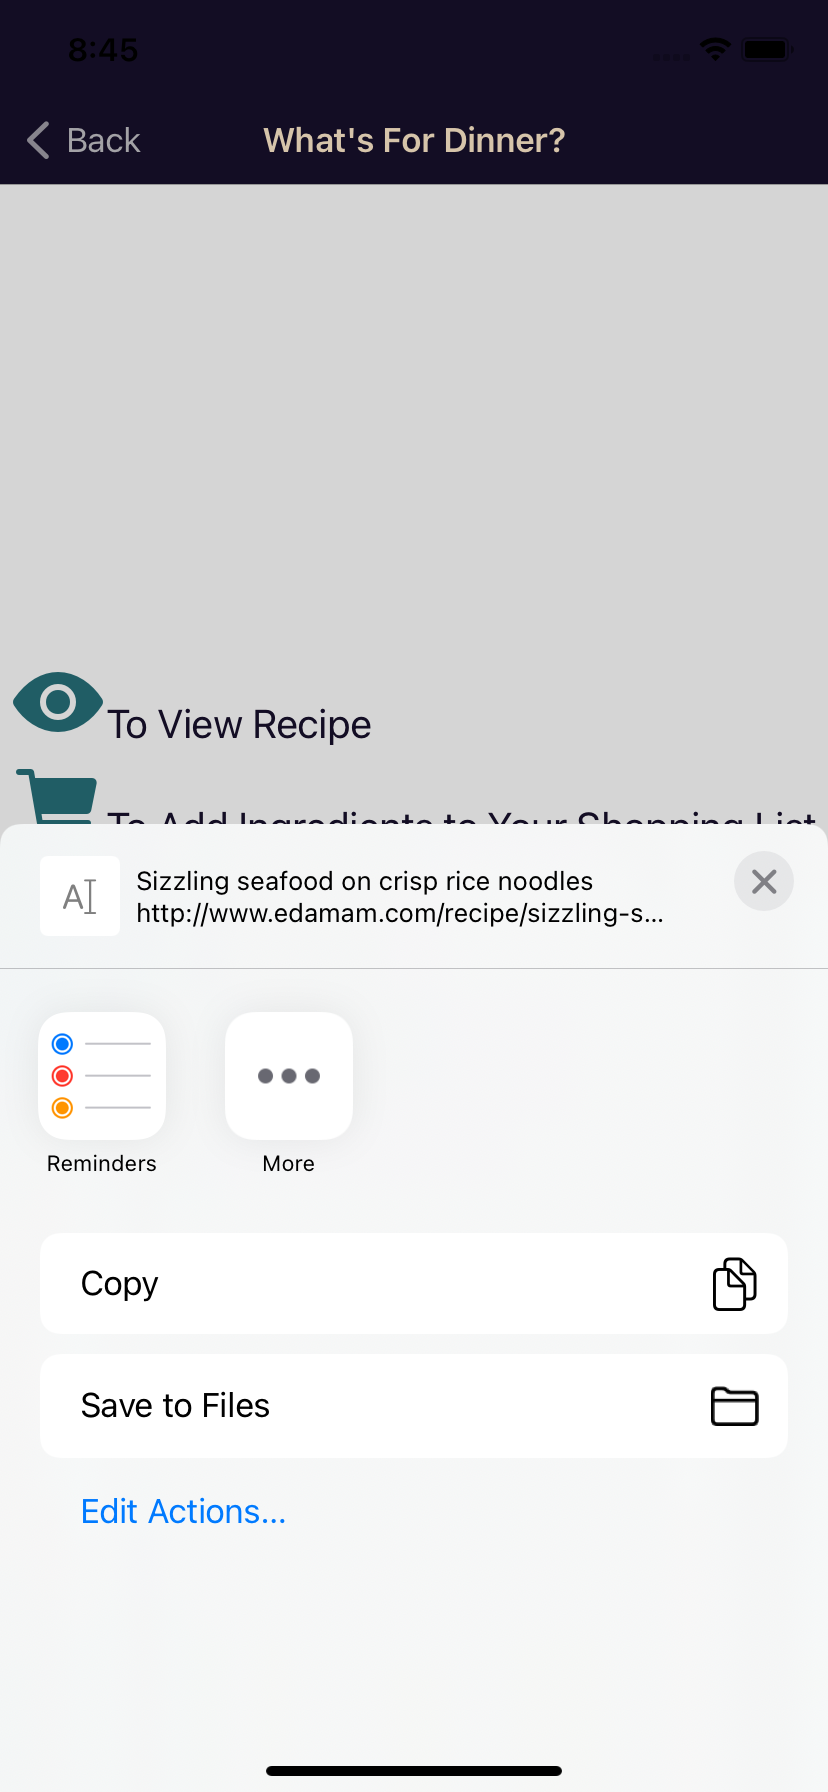 8:45
Back
What's For Dinner?
To View Recipe
To Add Ingredients to Your Shopping List
Sizzling seafood on crisp rice noodles
http://www.edamam.com/recipe/sizzling-s...
Reminders
More
Copy
Save to Files
Edit Actions...